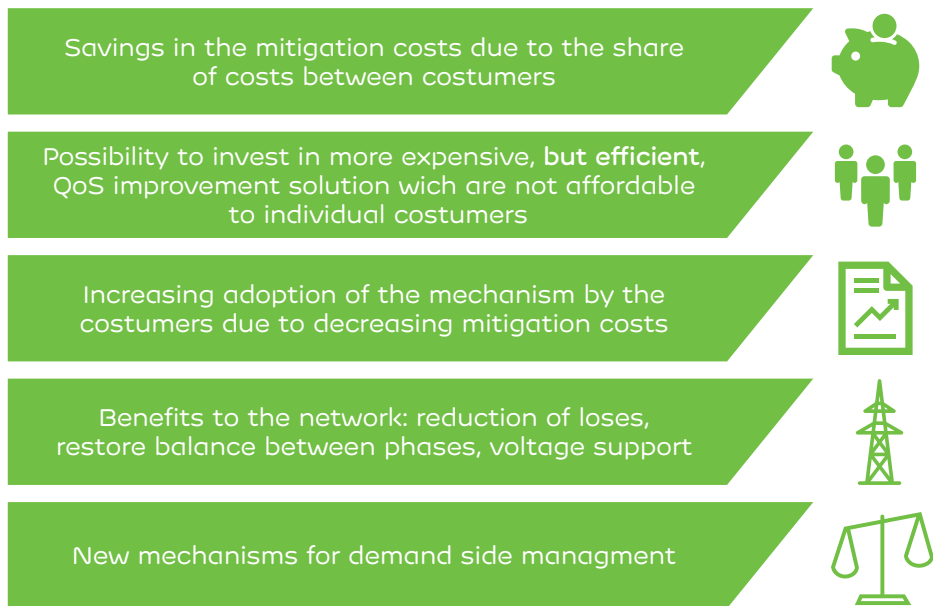 Savings in the mitigation costs due to the share
of costs between costumers
Possibility to invest in more expensive, but efficient,
QoS improvement solution wich are not affordable
to individual costumers
Increasing adoption of the mechanism by the
costumers due to decreasing mitigation costs
Benefits to the network: reduction of loses,
restore balance between phases, voltage support
New mechanisms for demand side managment